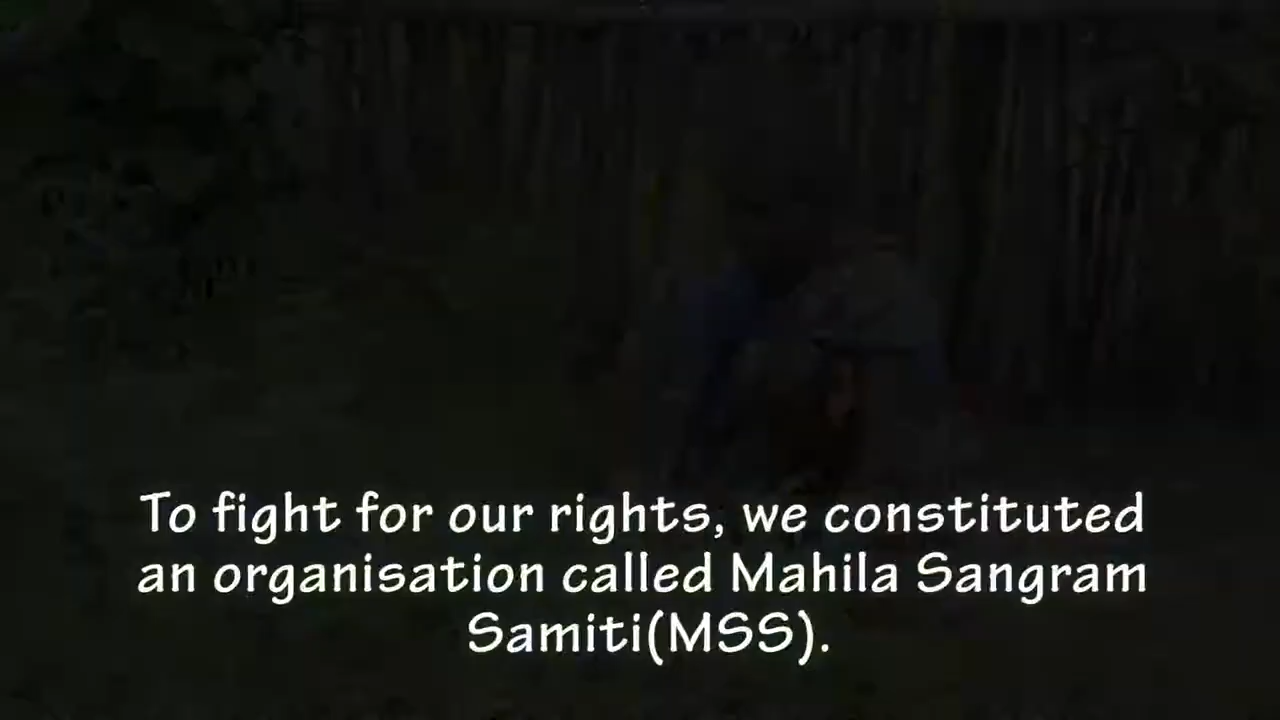 To fight for our rights, we constituted
an organisation called Mahila Sangram
Samiti(MSS).